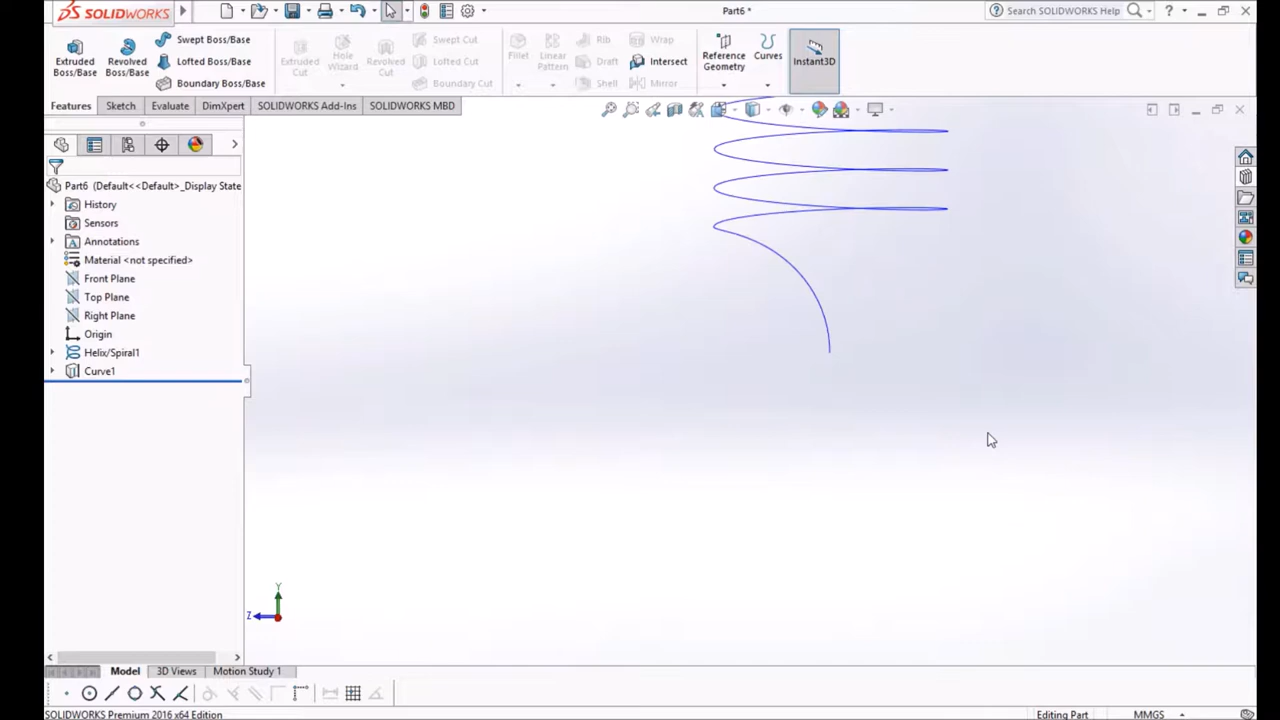 SOLIDWORKS
Part6 *
Search SOLIDWORKS Help
Extruded Boss/Base
Revolved Boss/Base
Swept Boss/Base
Lofted Boss/Base
Boundary Boss/Base
Extruded Cut
Hole Wizard
Revolved Cut
Swept Cut
Lofted Cut
Boundary Cut
Fillet
Linear Pattern
Rib
Draft
Shell
Wrap
Intersect
Mirror
Reference Geometry
Curves
Instant3D
Features
Sketch
Evaluate
DimXpert
SOLIDWORKS Add-Ins
SOLIDWORKS MBD
Part6 (Default<<Default>_Display State
History
Sensors
Annotations
Material <not specified>
Front Plane
Top Plane
Right Plane
Origin
Helix/Spiral1
Curve1
Y
Z
Model
3D Views
Motion Study 1
SOLIDWORKS Premium 2016 x64 Edition
Editing Part
MMGS